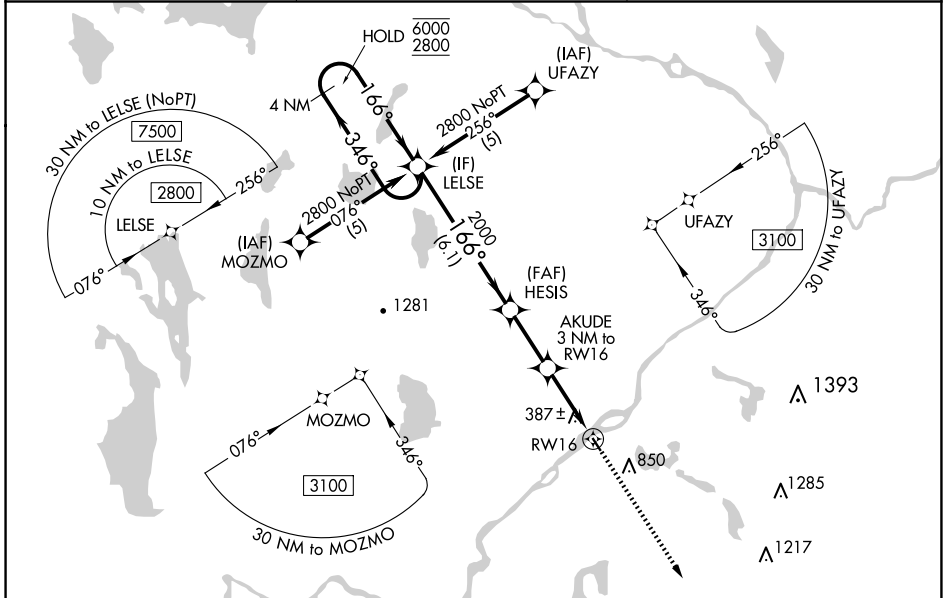 HOLD 6000
2800
(IAF)
UFAZY
4 NM
166°
346°
2800 NoPT
256°
(5)
(IF)
LELSE
30 NM to LELSE (NoPT)
7500
10 NM to LELSE
2800
256°
LELSE
076°
2800 NoPT
076°
(5)
(IAF)
MOZMO
256°
UFAZY
3100
30 NM to UFAZY
346°
2000
166°
(6.1)
(FAF)
HESIS
1281
AKUDE
3 NM to
RW16
387 ±
RW16
850
1393
1285
1217
MOZMO
076°
346°
3100
30 NM to MOZMO